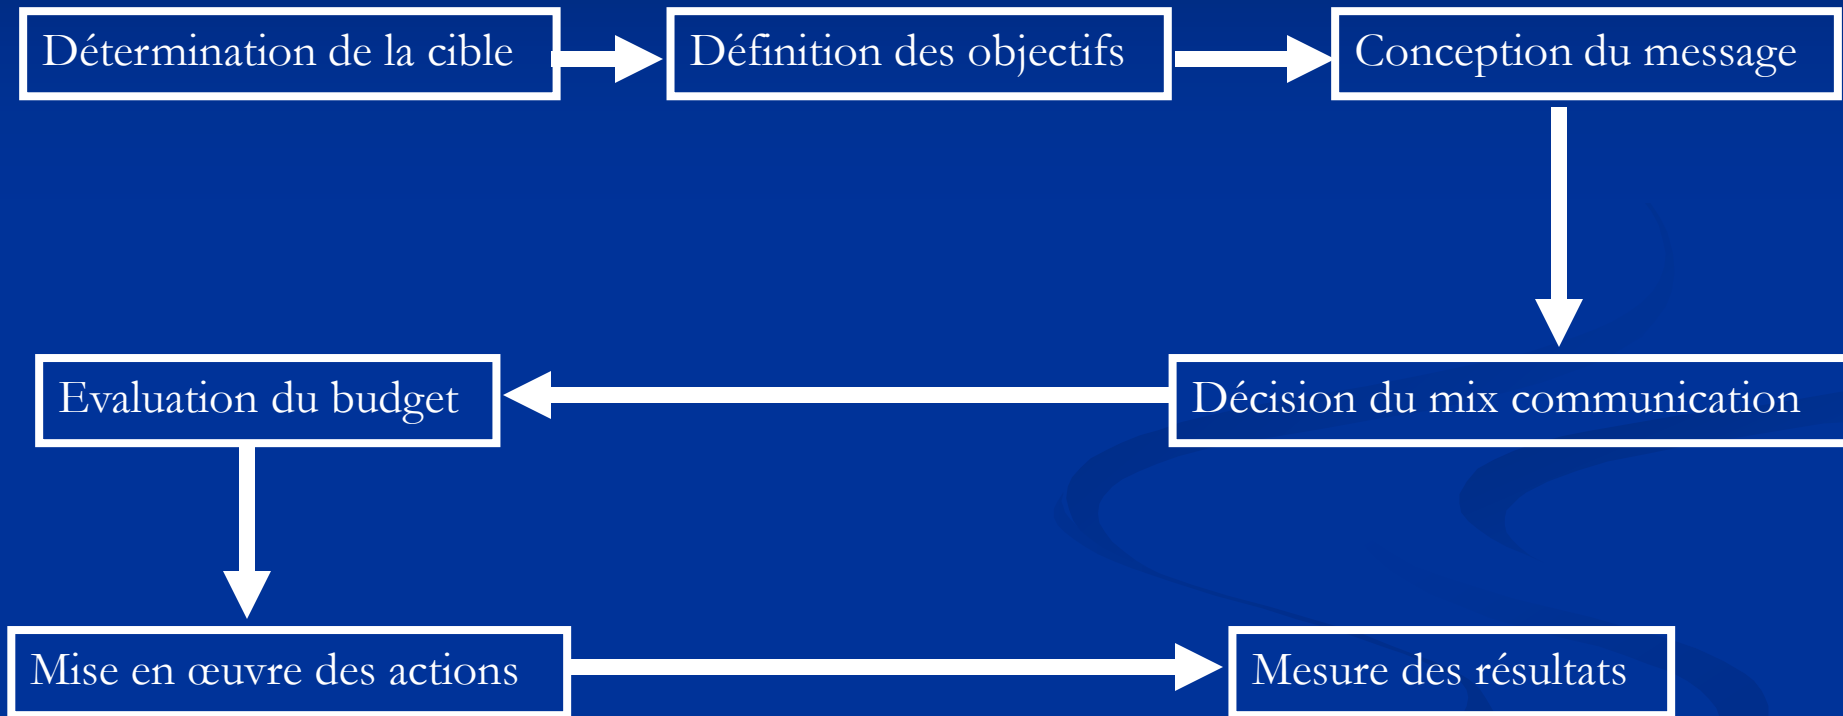 Détermination de la cible
Définition des objectifs
Conception du message
Décision du mix communication
Evaluation du budget
Mise en œuvre des actions
Mesure des résultats